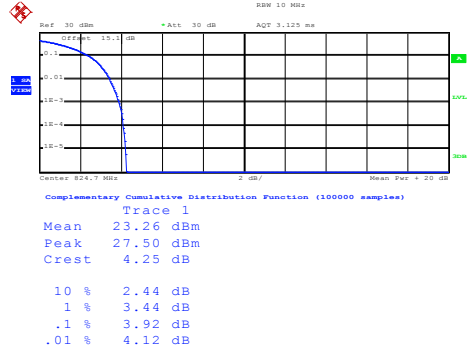 RBW 10 MHz
Ref 30 dBm *Att 30 dB AQT 3.125 ms
Offset 15.1 dB
0.1
A
0.01
1 SA
VIEW
1E-3
LVL
1E-4
1E-5
3DB
Center 824.7 MHz 2 dB/ Mean Pwr + 20 dB
Complementary Cumulative Distribution Function (100000 samples)
Trace 1
Mean 23.26 dBm
Peak 27.50 dBm
Crest 4.25 dB
10 % 2.44 dB
1 % 3.44 dB
.1 % 3.92 dB
.01 % 4.12 dB